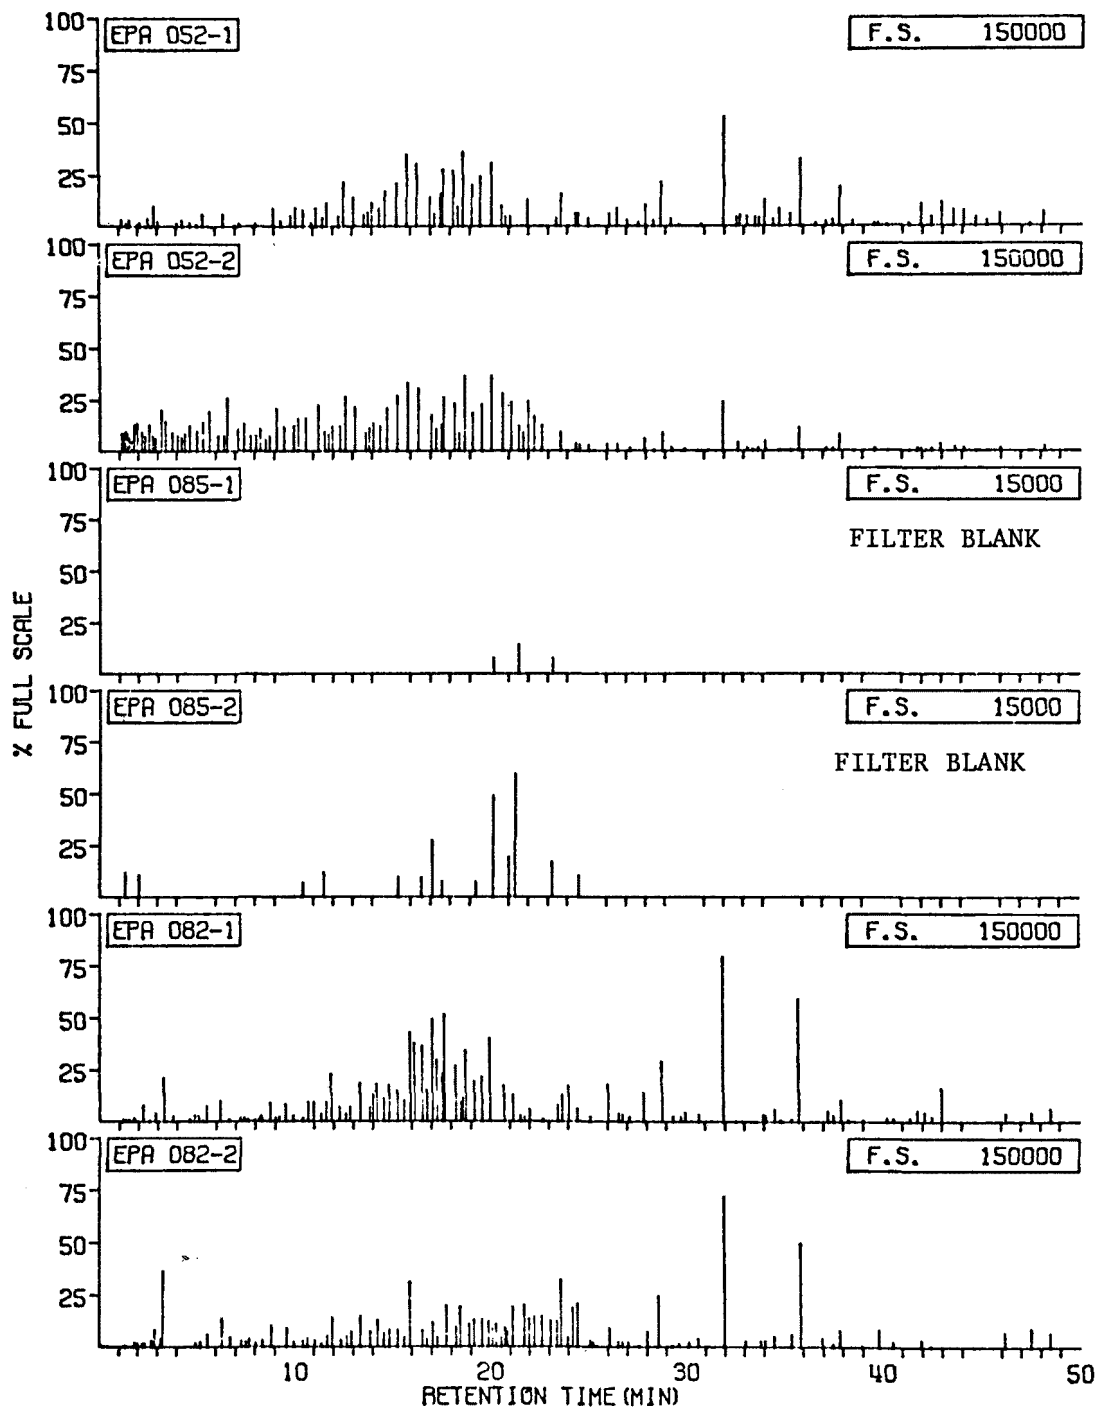 100
EPA 052-1
F.S. 150000
75
50
25
100
EPA 052-2
F.S. 150000
75
50
25
100
EPA 085-1
F.S. 15000
75
FILTER BLANK
50
25
% FULL SCALE
100
EPA 085-2
F.S. 15000
75
FILTER BLANK
50
25
100
EPA 082-1
F.S. 150000
75
50
25
100
EPA 082-2
F.S. 150000
75
50
25
10 20 30 40 50
RETENTION TIME (MIN)